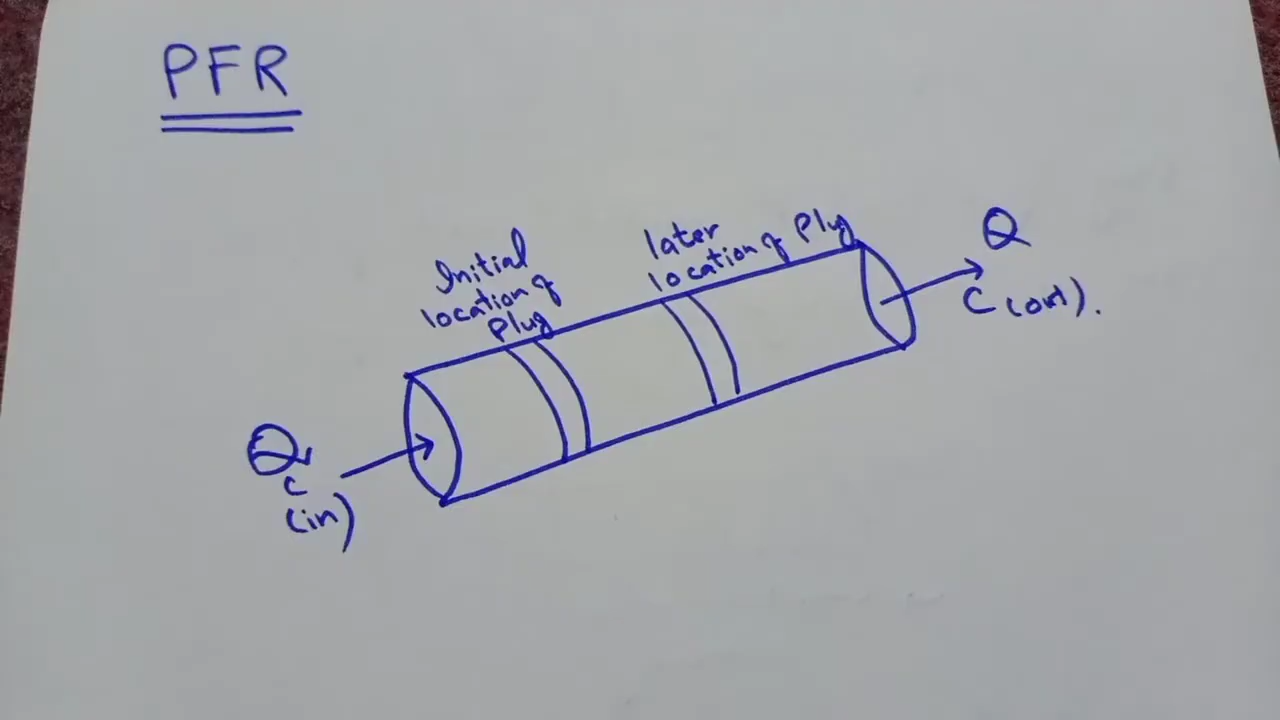 PFR
Initial
location of
Plug
later
location of Plug
Q
C (out).
Q,
C
(in)